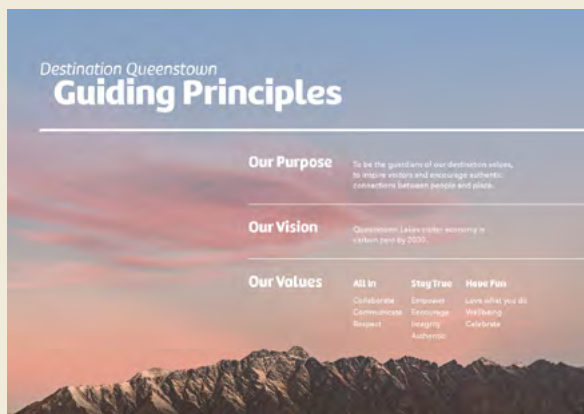 Destination Queenstown
Guiding Principles
Our Purpose
To be the guardians of our destination values,
to inspire visitors and encourage authentic
connections between people and place.
Our Vision
Queenstown Lakes visitor economy is
carbon zero by 2030.
Our Values
All In
Collaborate
Communicate
Respect
Stay True
Empower
Encourage
Integrity
Authentic
Have Fun
Love what you do
Wellbeing
Celebrate